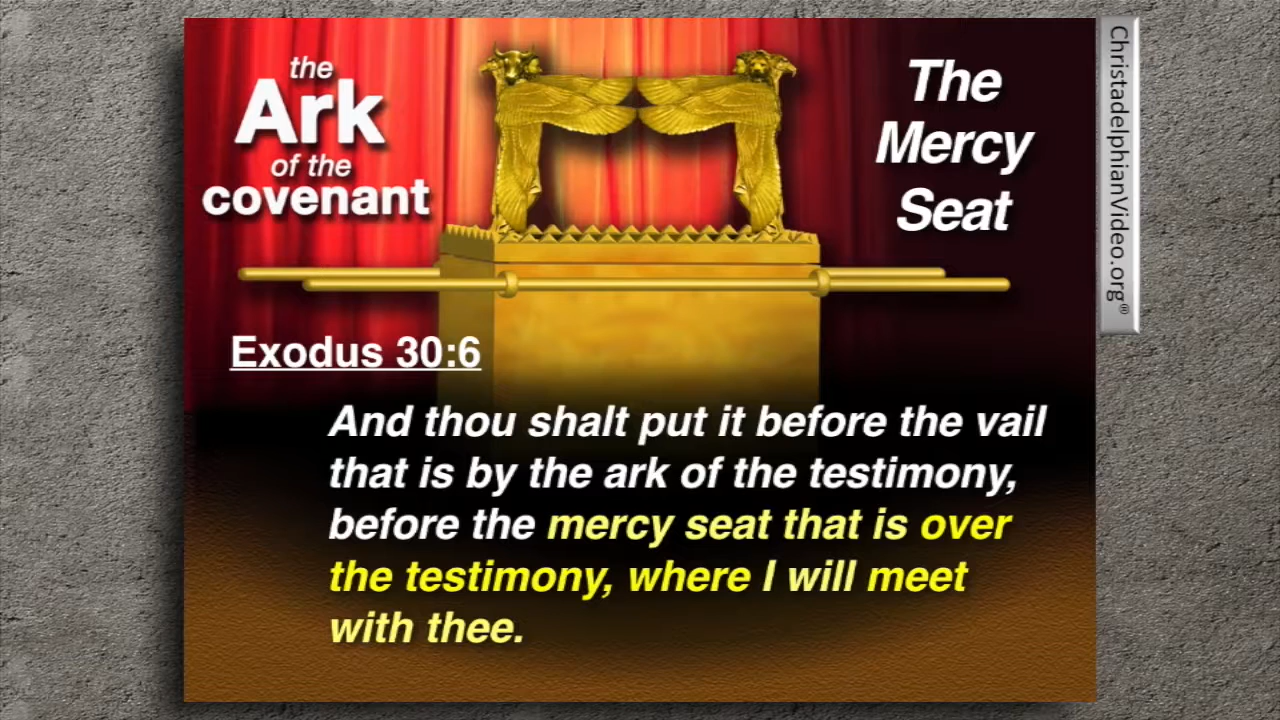 the
Ark
of the
covenant
The
Mercy
Seat
ChristadelphianVideo.org®
Exodus 30:6
And thou shalt put it before the vail
that is by the ark of the testimony,
before the mercy seat that is over
the testimony, where I will meet
with thee.